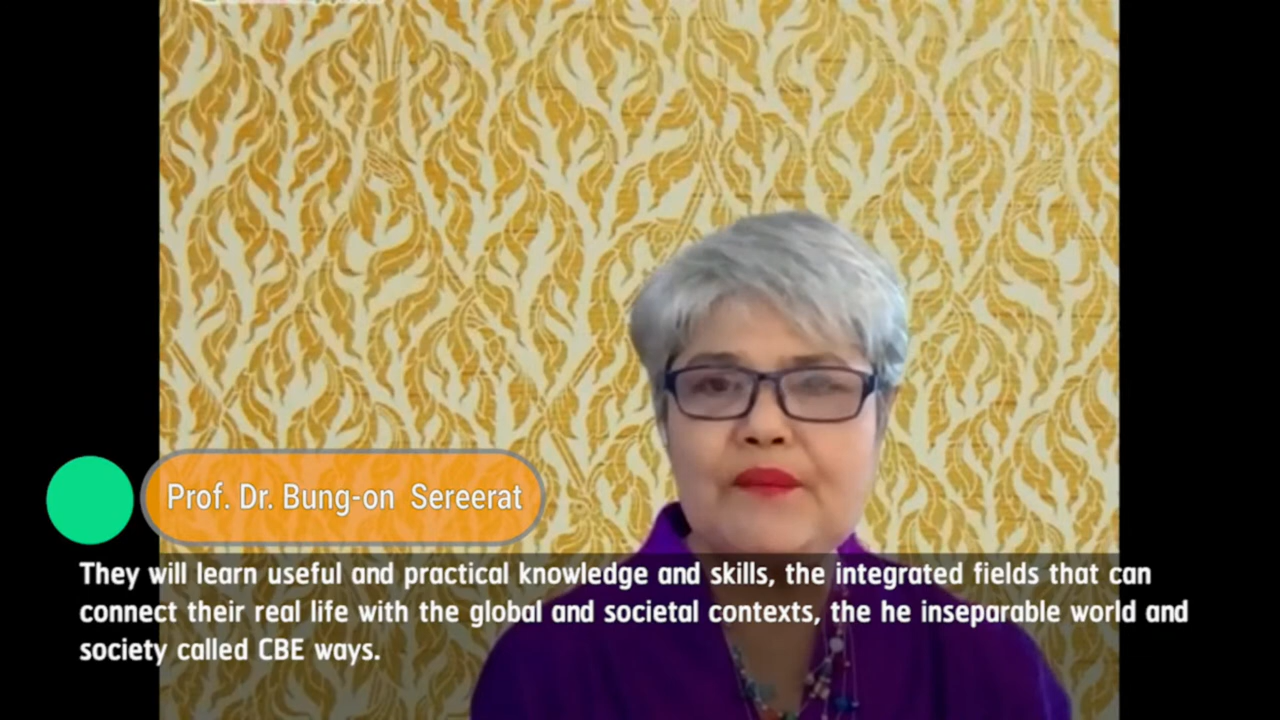 Prof. Dr. Bung-on Sereerat
They will learn useful and practical knowledge and skills, the integrated fields that can
connect their real life with the global and societal contexts, the he inseparable world and
society called CBE ways.